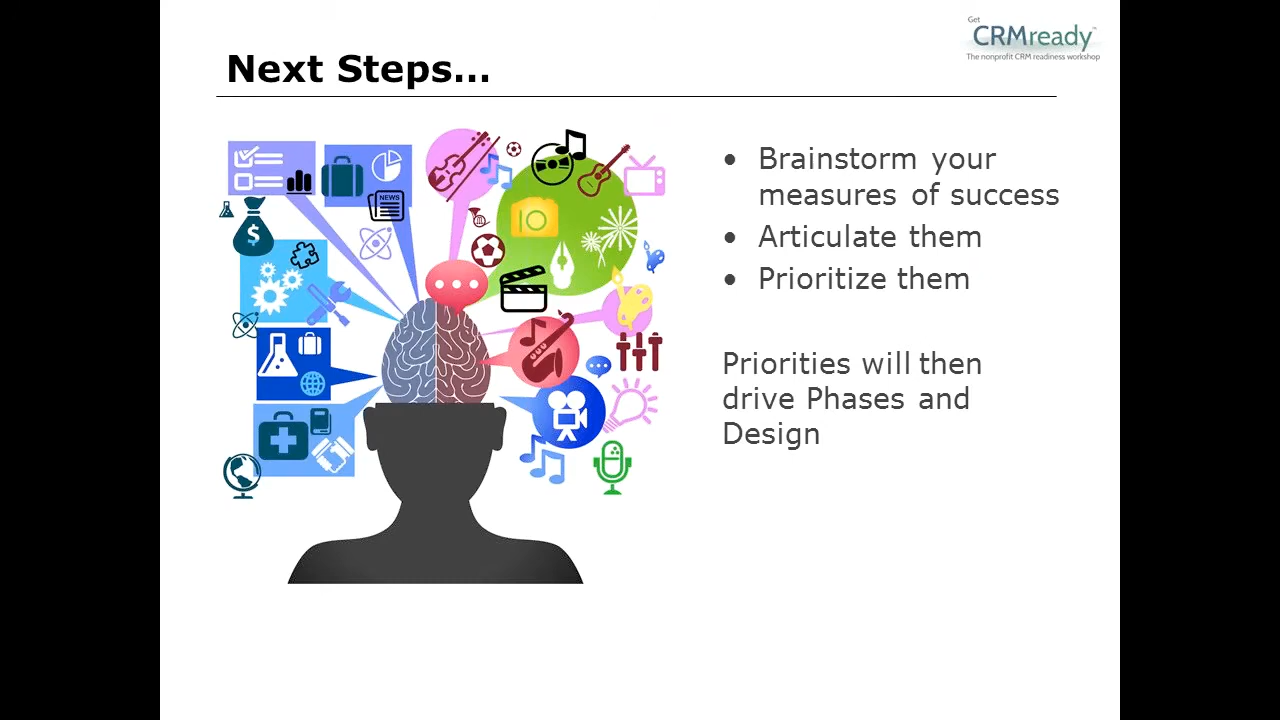 Get
CRMready™
The nonprofit CRM readiness workshop
Next Steps...
NEWS
$
• Brainstorm your
measures of success
• Articulate them
• Prioritize them
Priorities will then
drive Phases and
Design